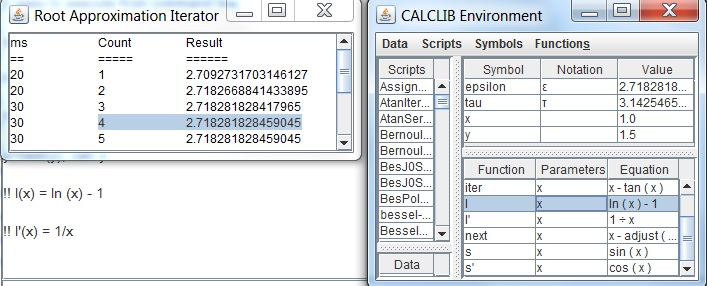 Root Approximation Iterator
ms Count Result
== ===== ======
20 1 2.7092731703146127
20 2 2.7182668841433895
30 3 2.718281828417965
30 4 2.718281828459045
30 5 2.718281828459045
!! l(x) = ln (x) - 1
!! l'(x) = 1/x
CALCLIB Environment
Data Scripts Symbols Functions
Scripts
Assign...
AtanIter...
AtanSer...
Bernoul...
Bernoul...
BesJ0S...
BesJ0S...
BesPol...
bessel-...
Bessel...
Data
Symbol Notation Value
epsilon ε 2.7182818...
tau τ 3.1425465...
x 1.0
y 1.5
Function Parameters Equation
iter x x - tan ( x )
l x ln ( x ) - 1
l' x 1 ÷ x
next x x - adjust ( ...
s x sin ( x )
s' x cos ( x )